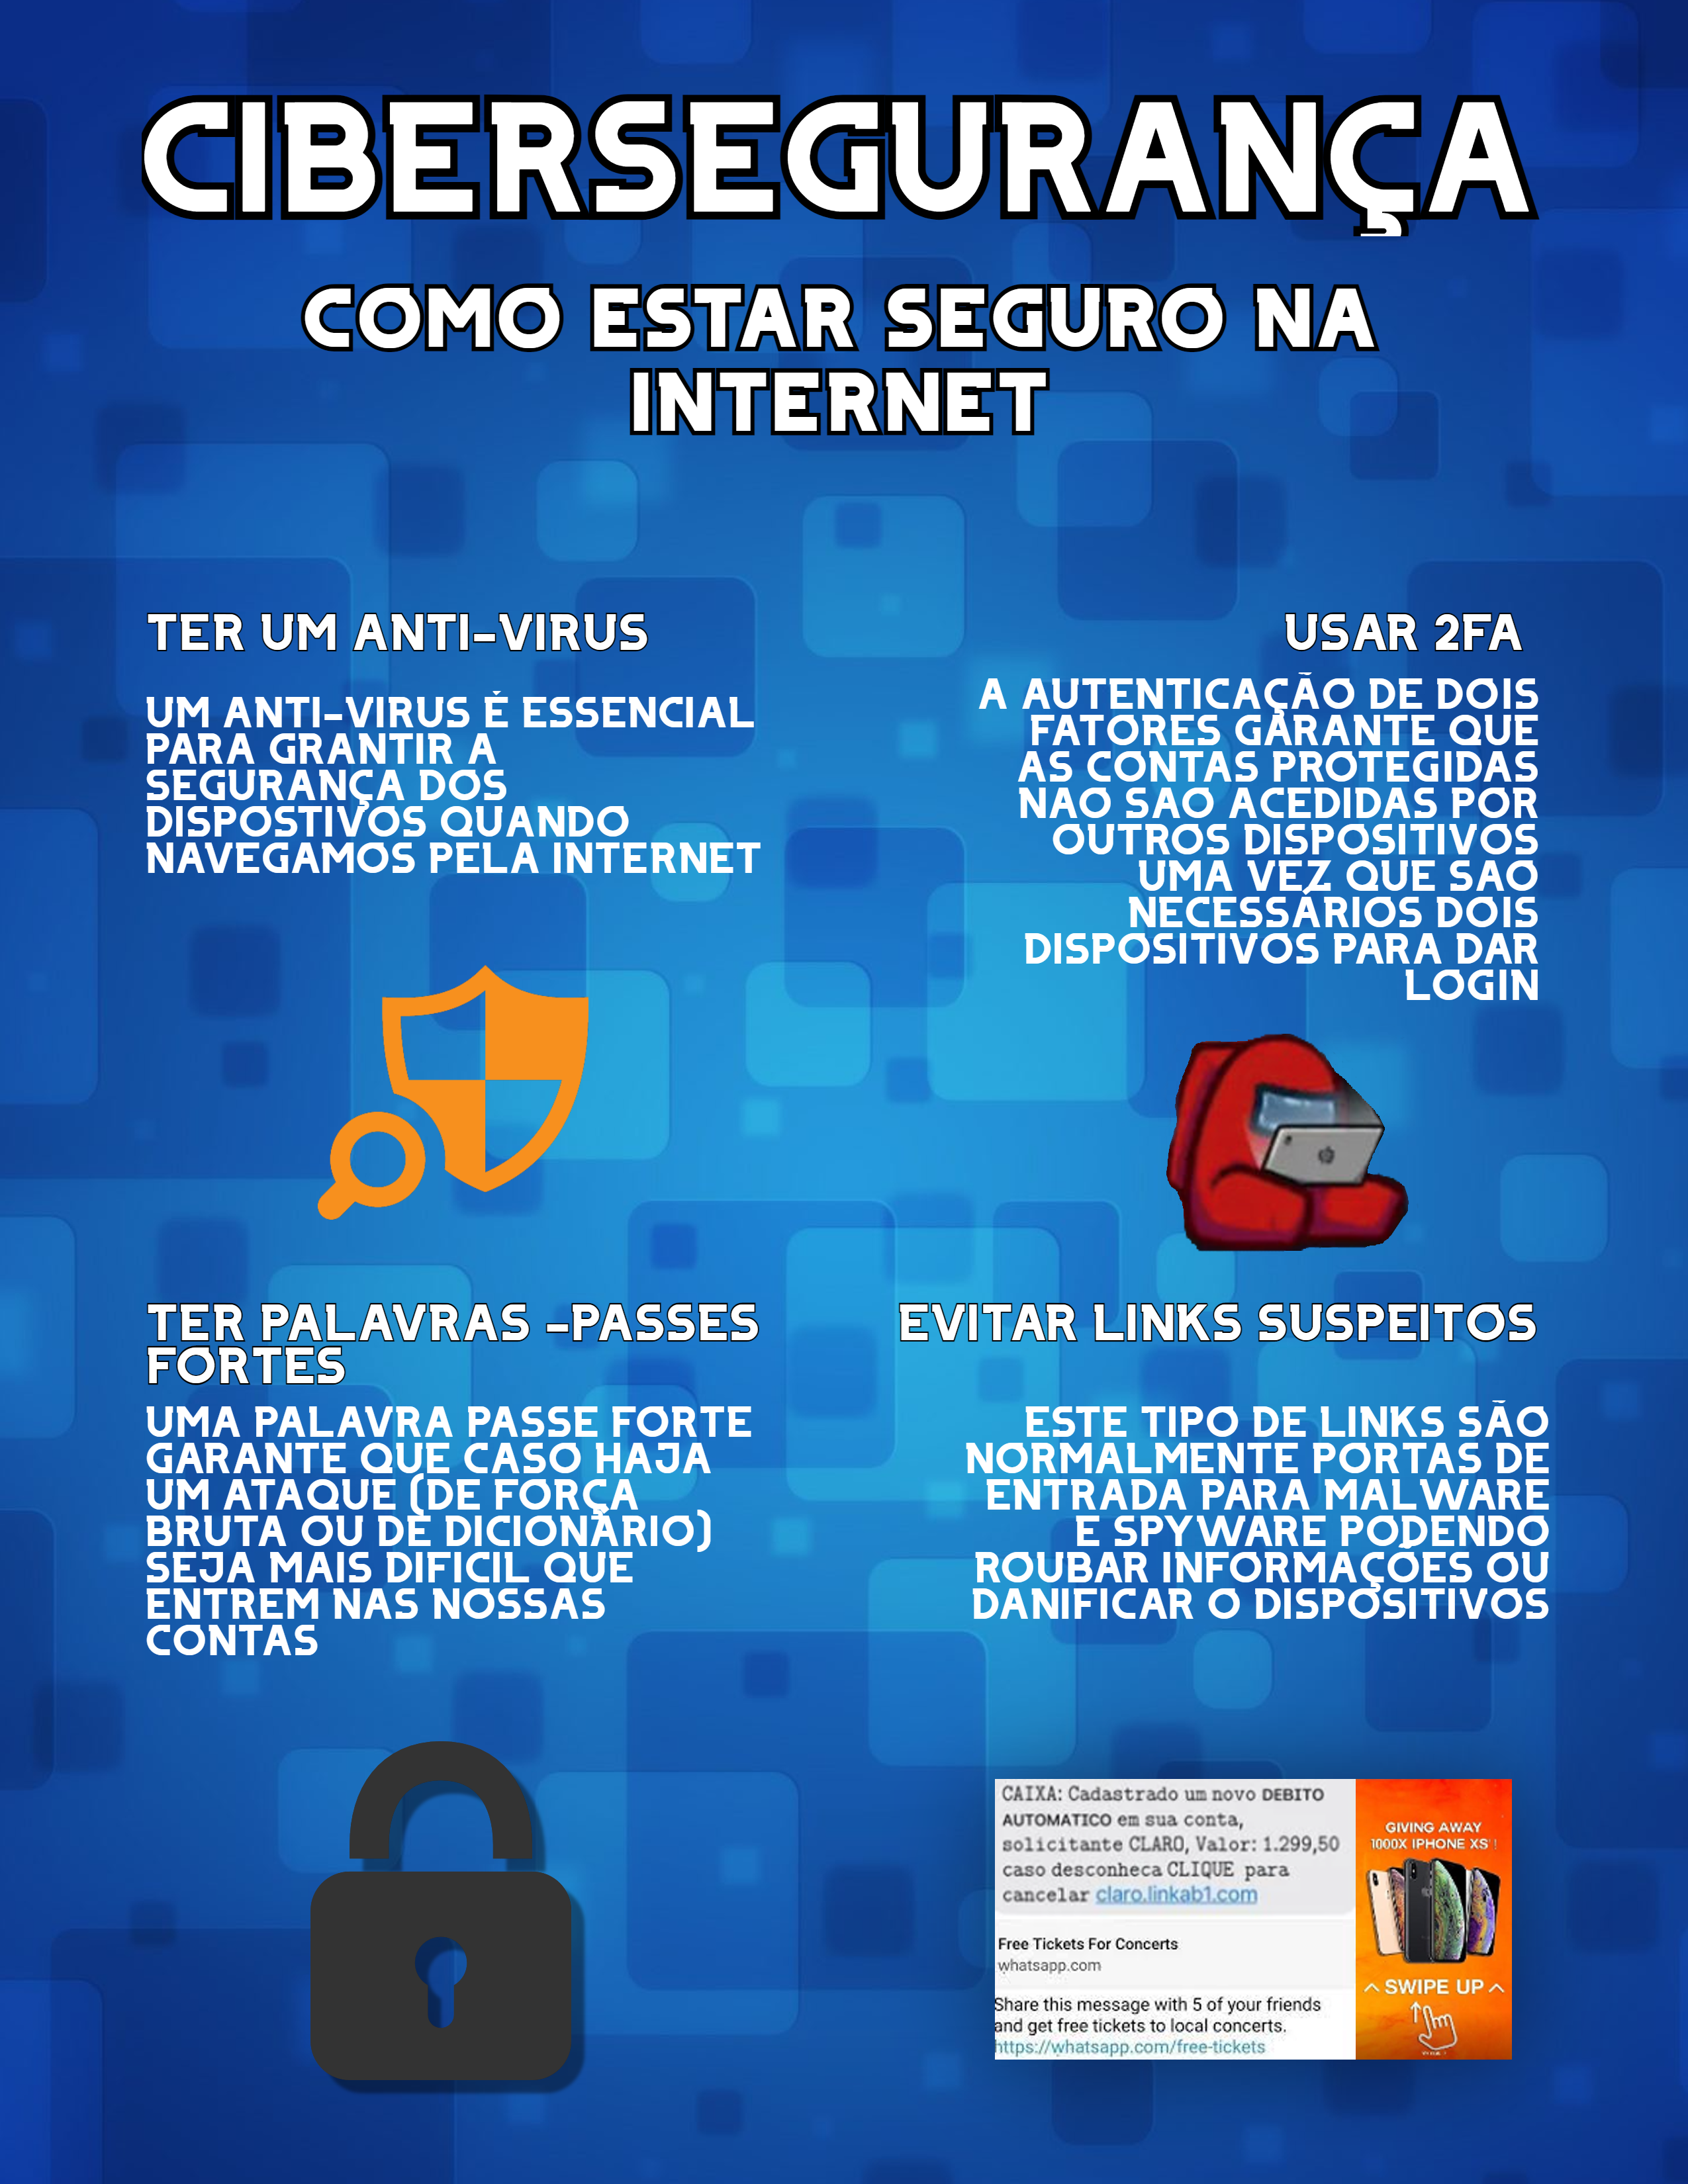 CIBERSEGURANÇA
COMO ESTAR SEGURO NA
INTERNET
TER UM ANTI-VIRUS
UM ANTI-VIRUS É ESSENCIAL
PARA GRANTIR A
SEGURANÇA DOS
DISPOSTIVOS QUANDO
NAVEGAMOS PELA INTERNET
USAR 2FA
A AUTENTICAÇÃO DE DOIS
FATORES GARANTE QUE
AS CONTAS PROTEGIDAS
NAO SAO ACEDIDAS POR
OUTROS DISPOSITIVOS
UMA VEZ QUE SAO
NECESSÁRIOS DOIS
DISPOSITIVOS PARA DAR
LOGIN
TER PALAVRAS -PASSES
FORTES
UMA PALAVRA PASSE FORTE
GARANTE QUE CASO HAJA
UM ATAQUE (DE FORÇA
BRUTA OU DE DICIONÀRIO)
SEJA MAIS DIFICIL QUE
ENTREM NAS NOSSAS
CONTAS
EVITAR LINKS SUSPEITOS
ESTE TIPO DE LINKS SÃO
NORMALMENTE PORTAS DE
ENTRADA PARA MALWARE
E SPYWARE PODENDO
ROUBAR INFORMAÇÕES OU
DANIFICAR O DISPOSITIVOS
CAIXA: Cadastrado um novo DEBITO
AUTOMATICO em sua conta,
solicitante CLARO, Valor: 1.299,50
caso desconheca CLIQUE para
cancelar claro.linkab1.com
Free Tickets For Concerts
whatsapp.com
Share this message with 5 of your friends
and get free tickets to local concerts.
https://whatsapp.com/free-tickets
GIVING AWAY
1000X IPHONE XS !
SWIPE UP